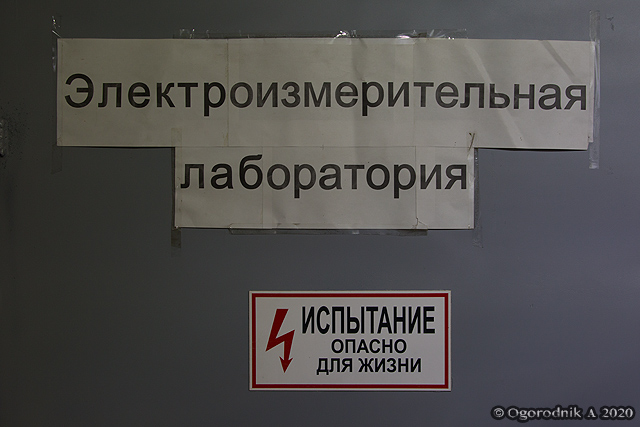 Электроизмерительная
лаборатория
ИСПЫТАНИЕ
ОПАСНО
ДЛЯ ЖИЗНИ
© Ogorodnik A 2020